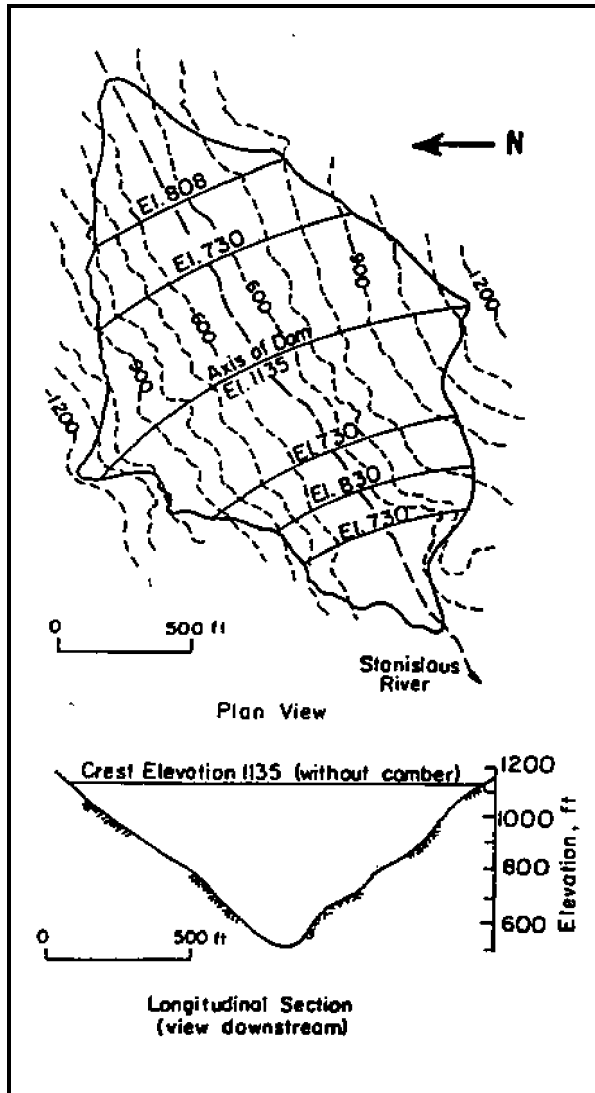 N
El. 808
El. 730
900
600
1200
600
900
Axis of Dam
El. 1135
1200
El. 730
El. 830
El. 730
0 500 ft
Stanislaus
River
Plan View
Crest Elevation 1135 (without camber)
1200
1000
800
600
Elevation, ft
0 500 ft
Longitudinal Section
(view downstream)